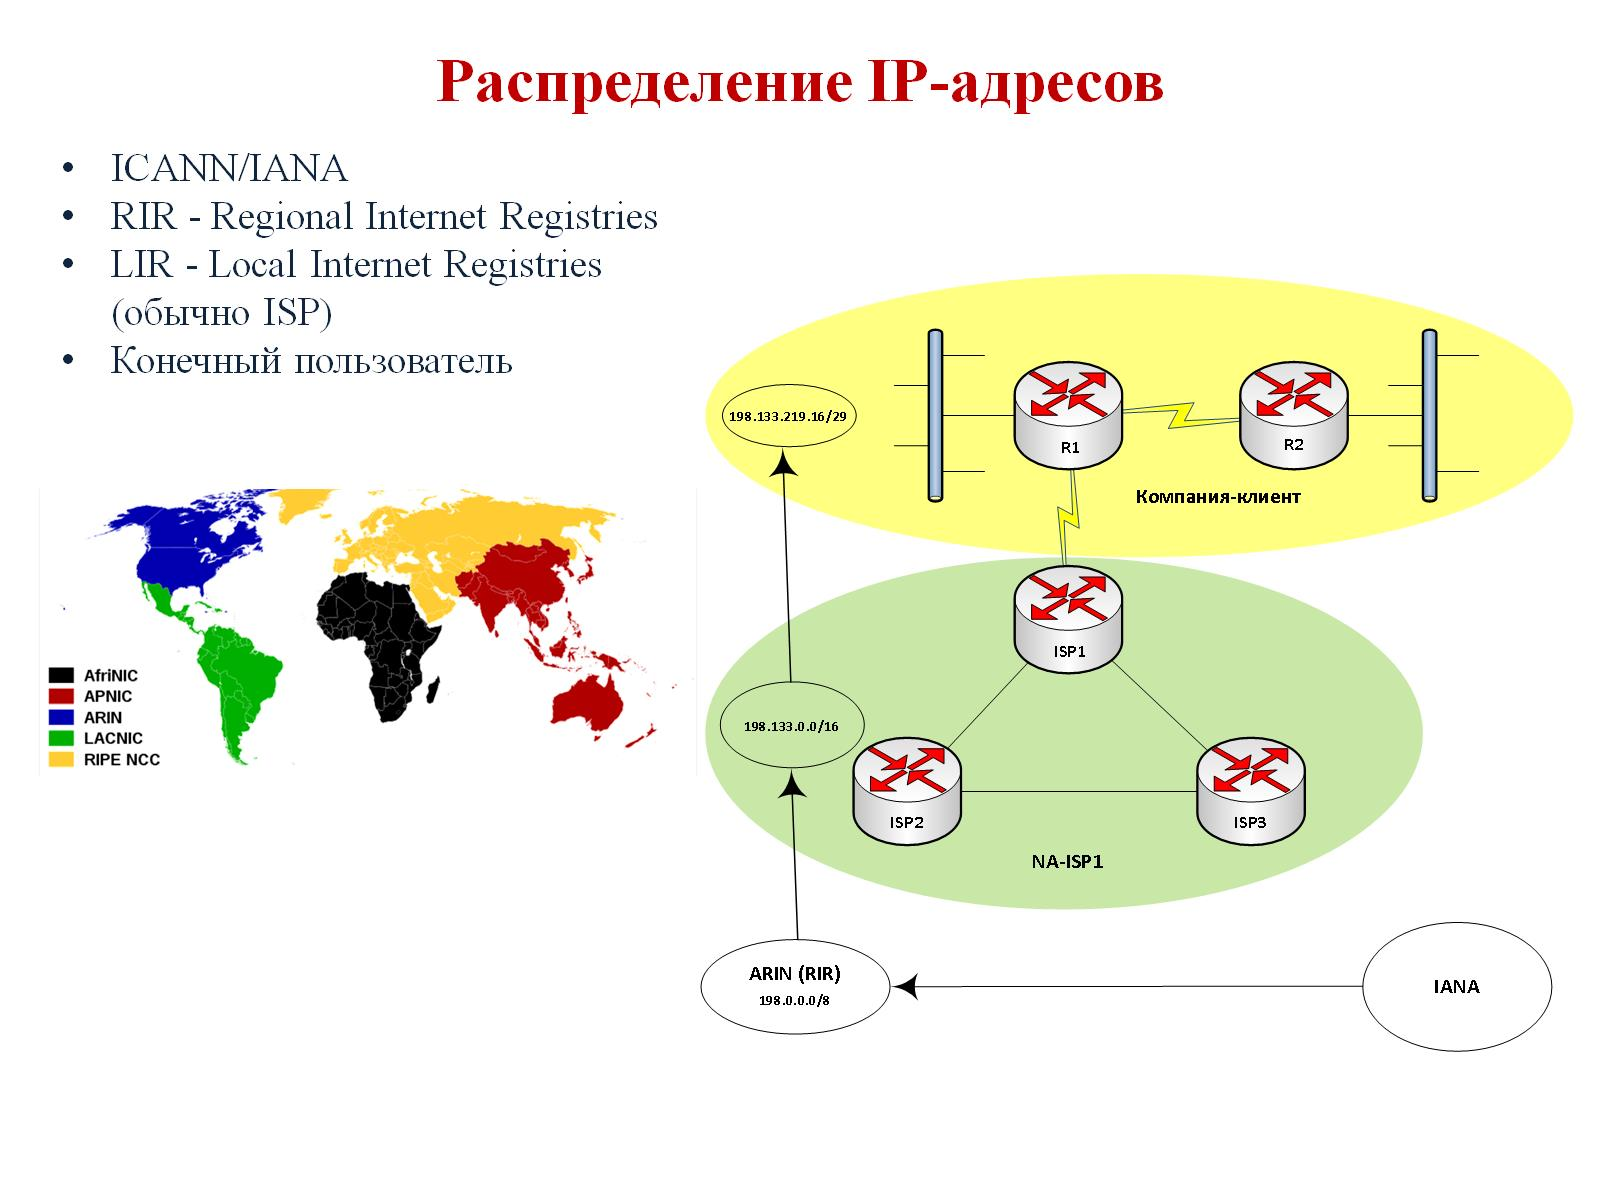 Распределение IP-адресов
• ICANN/IANA
• RIR - Regional Internet Registries
• LIR - Local Internet Registries
(обычно ISP)
• Конечный пользователь
AfriNIC
APNIC
ARIN
LACNIC
RIPE NCC
198.133.219.16/29
R1
R2
Компания-клиент
ISP1
198.133.0.0/16
ISP2
ISP3
NA-ISP1
ARIN (RIR)
198.0.0.0/8
IANA